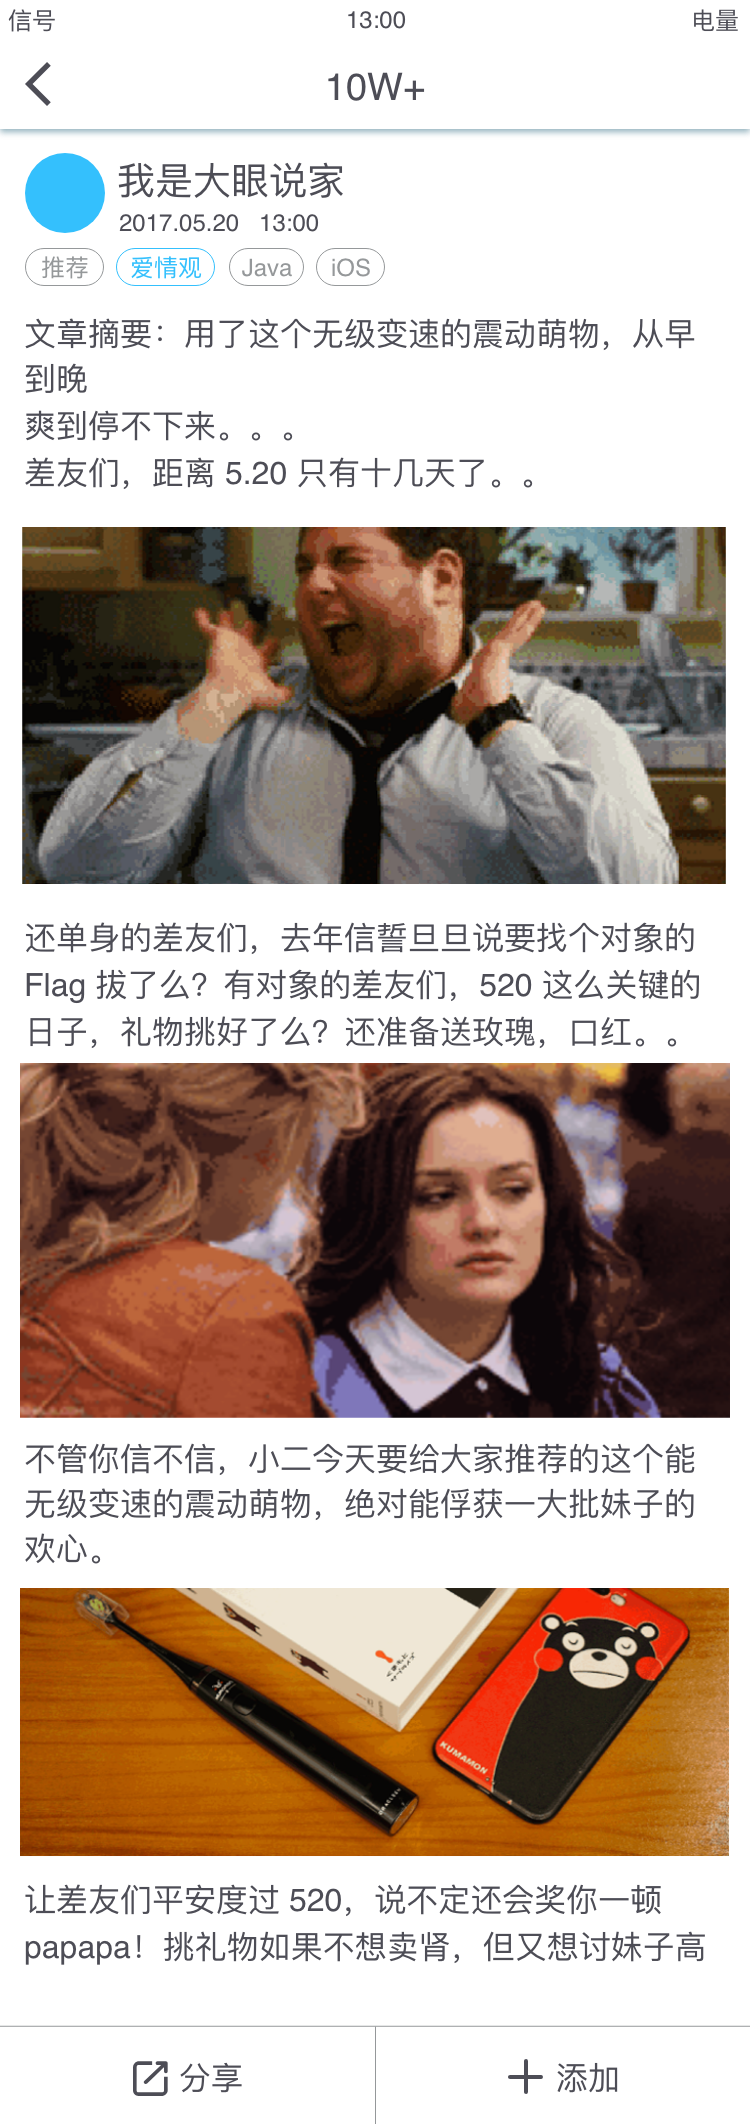 信号 13:00 电量
10W+
我是大眼说家
2017.05.20 13:00
推荐 爱情观 Java iOS
文章摘要：用了这个无级变速的震动萌物，从早
到晚
爽到停不下来。。。
差友们，距离 5.20 只有十几天了。。
还单身的差友们，去年信誓旦旦说要找个对象的
Flag 拔了么？有对象的差友们，520 这么关键的
日子，礼物挑好了么？还准备送玫瑰，口红。。
不管你信不信，小二今天要给大家推荐的这个能
无级变速的震动萌物，绝对能俘获一大批妹子的
欢心。
KUMAMON
让差友们平安度过 520，说不定还会奖你一顿
papapa！挑礼物如果不想卖肾，但又想讨妹子高
分享 添加